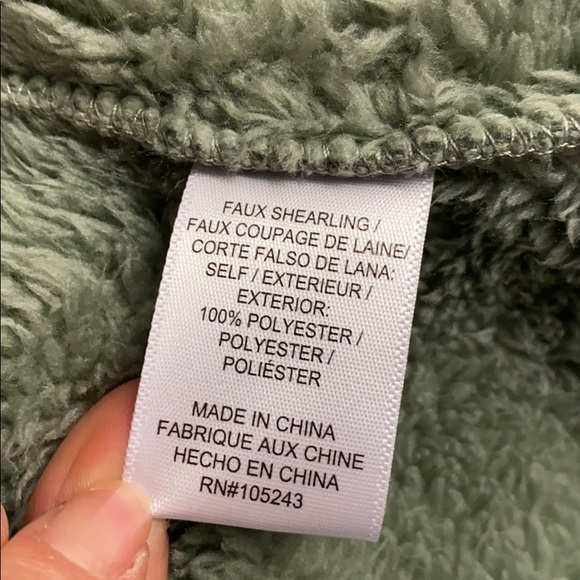 FAUX SHEARLING /
FAUX COUPAGE DE LAINE/
CORTE FALSO DE LANA:
SELF / EXTERIEUR /
EXTERIOR:
100% POLYESTER /
POLYESTER /
POLIÉSTER
MADE IN CHINA
FABRIQUE AUX CHINE
HECHO EN CHINA
RN#105243